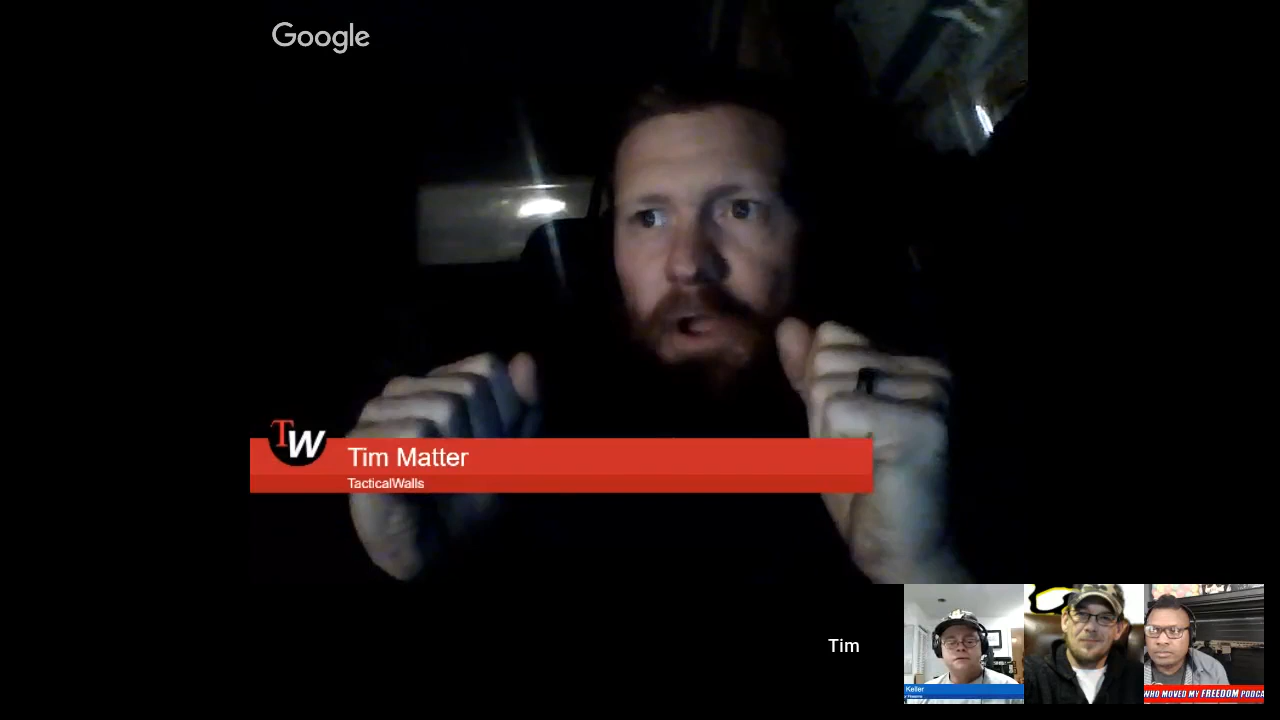 Google
TW
Tim Matter
TacticalWalls
Tim
Keller
WHO MOVED MY FREEDOM PODCA